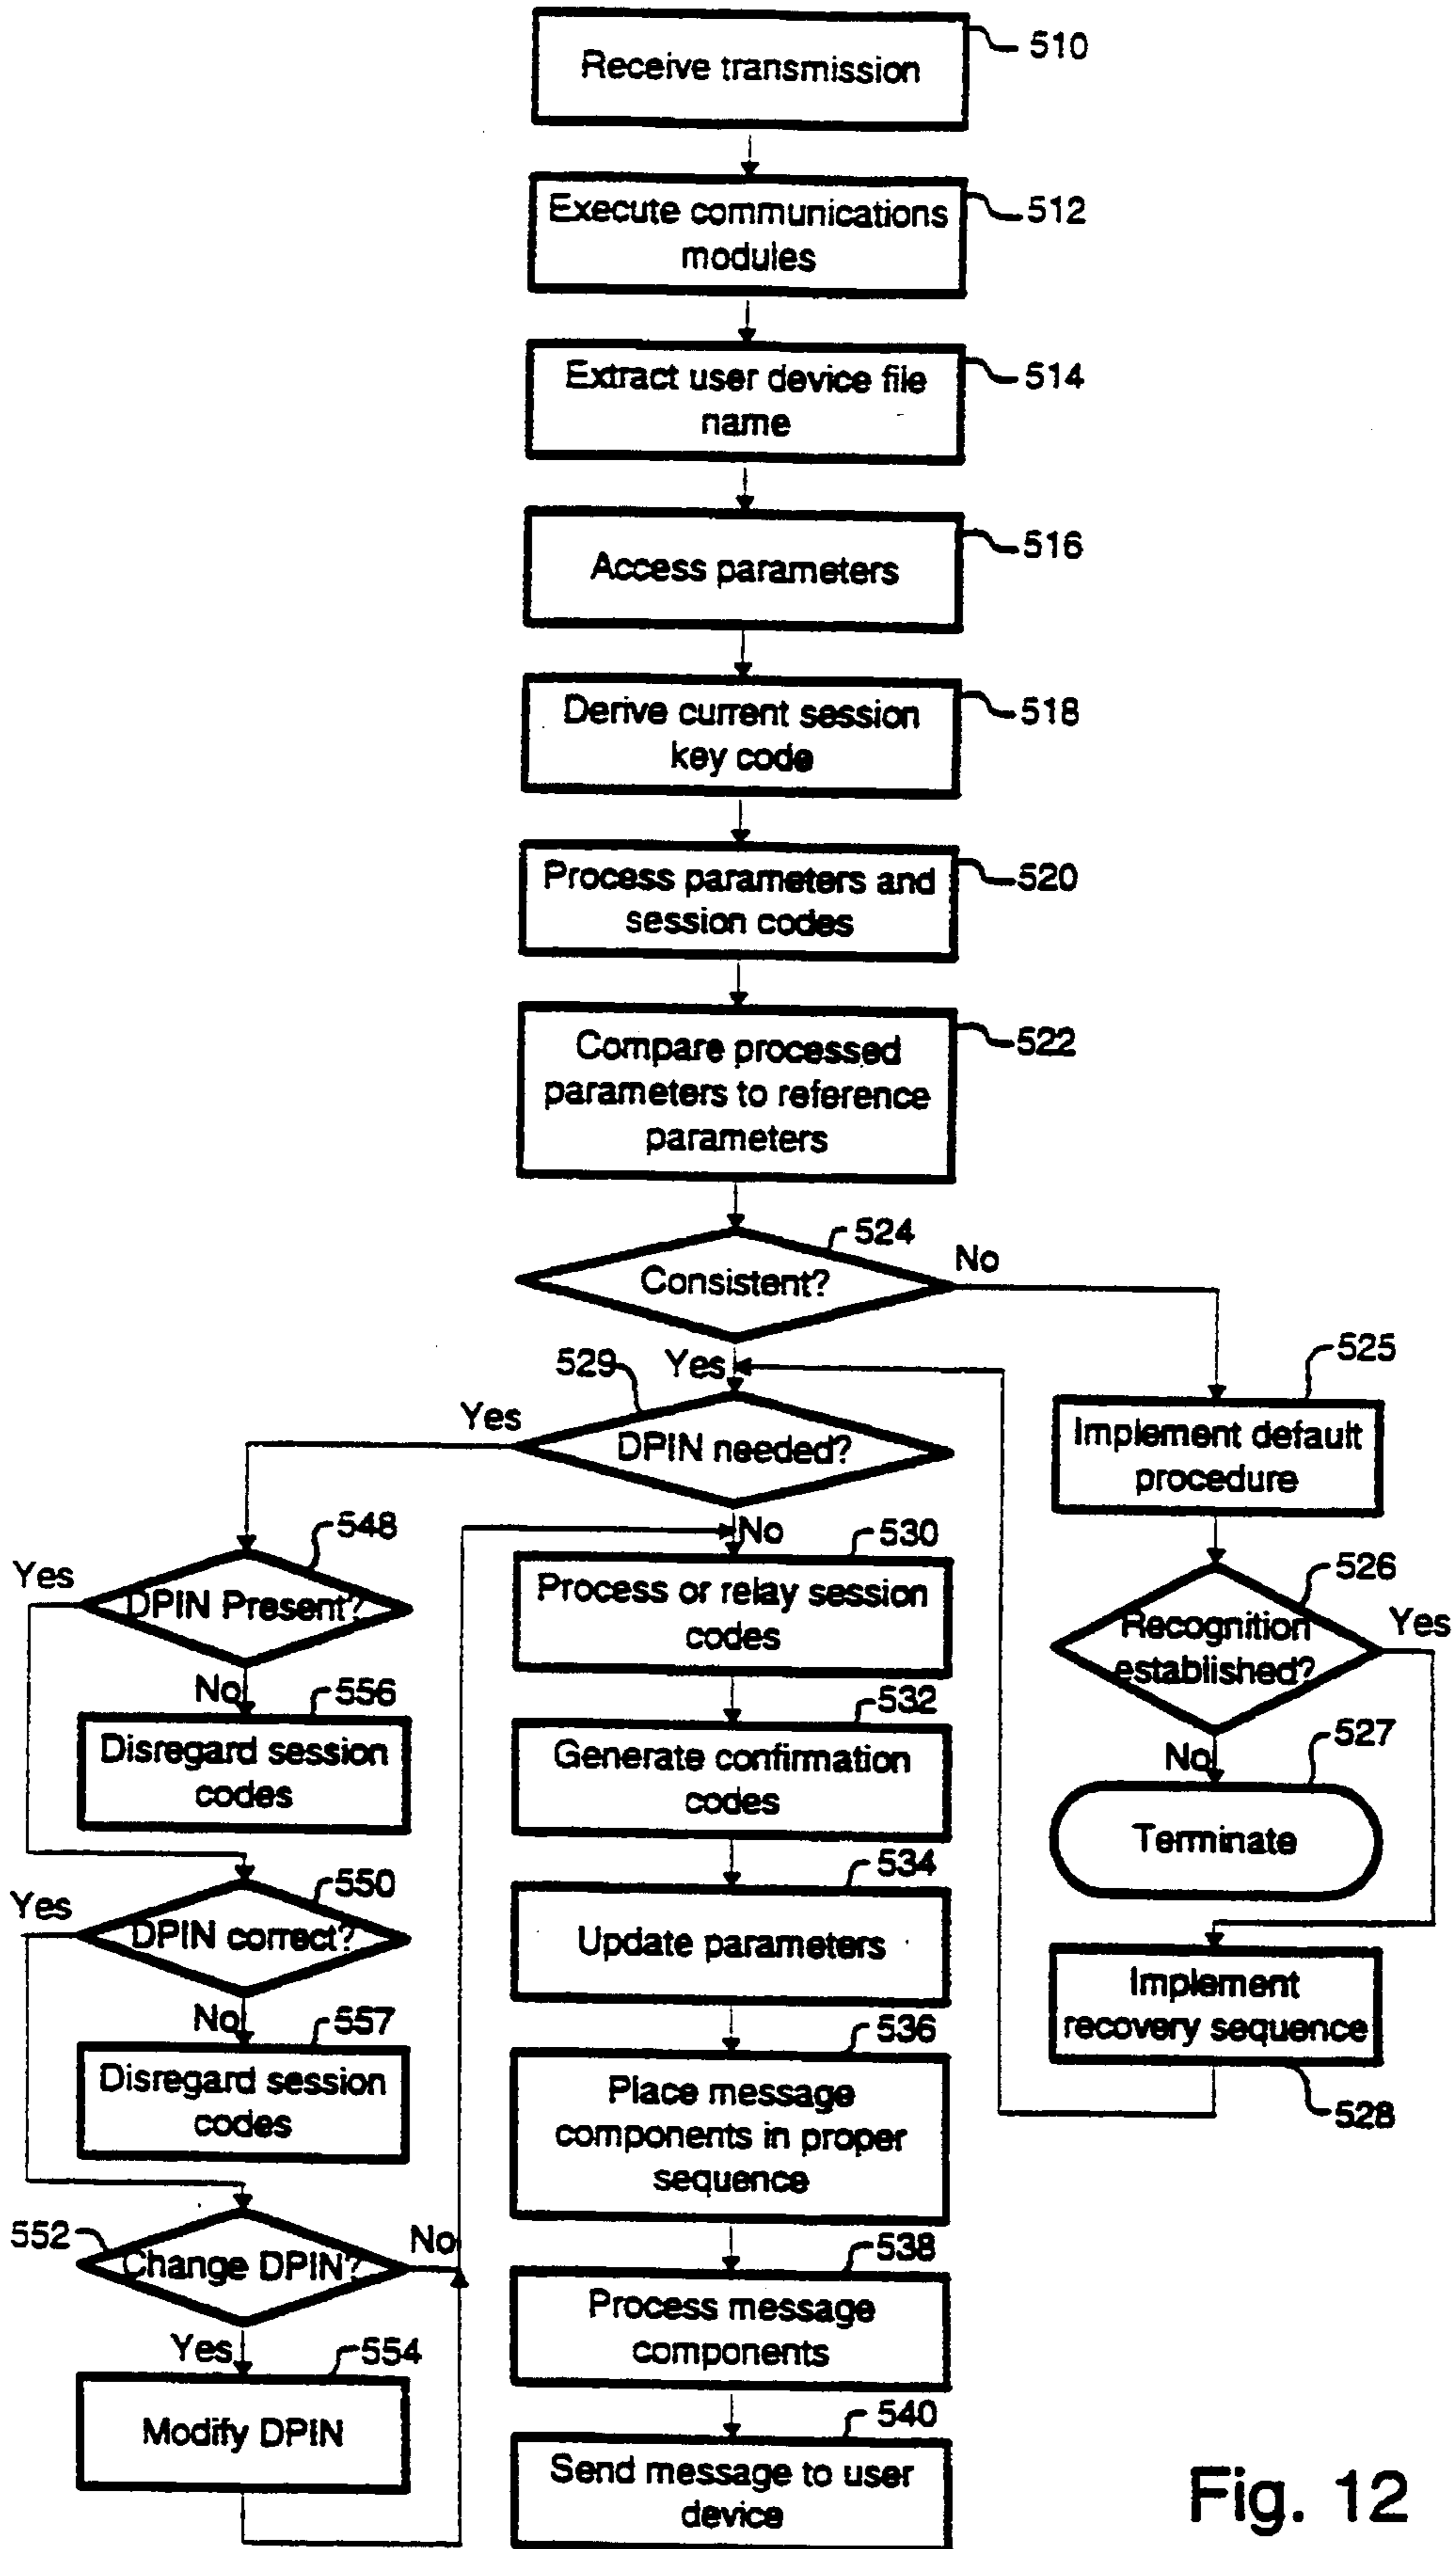 Receive transmission
510
Execute communications
modules
512
Extract user device file
name
514
Access parameters
516
Derive current session
key code
518
Process parameters and
session codes
520
Compare processed
parameters to reference
parameters
522
524
Consistent?
No
Yes
529
DPIN needed?
Yes
No
525
Implement default
procedure
526
Recognition
established?
Yes
No
527
Terminate
Implement
recovery sequence
528
548
DPIN Present?
Yes
No
556
Disregard session
codes
550
DPIN correct?
Yes
No
557
Disregard session
codes
552
Change DPIN?
No
Yes
554
Modify DPIN
530
Process or relay session
codes
532
Generate confirmation
codes
534
Update parameters
536
Place message
components in proper
sequence
538
Process message
components
540
Send message to user
device
Fig. 12